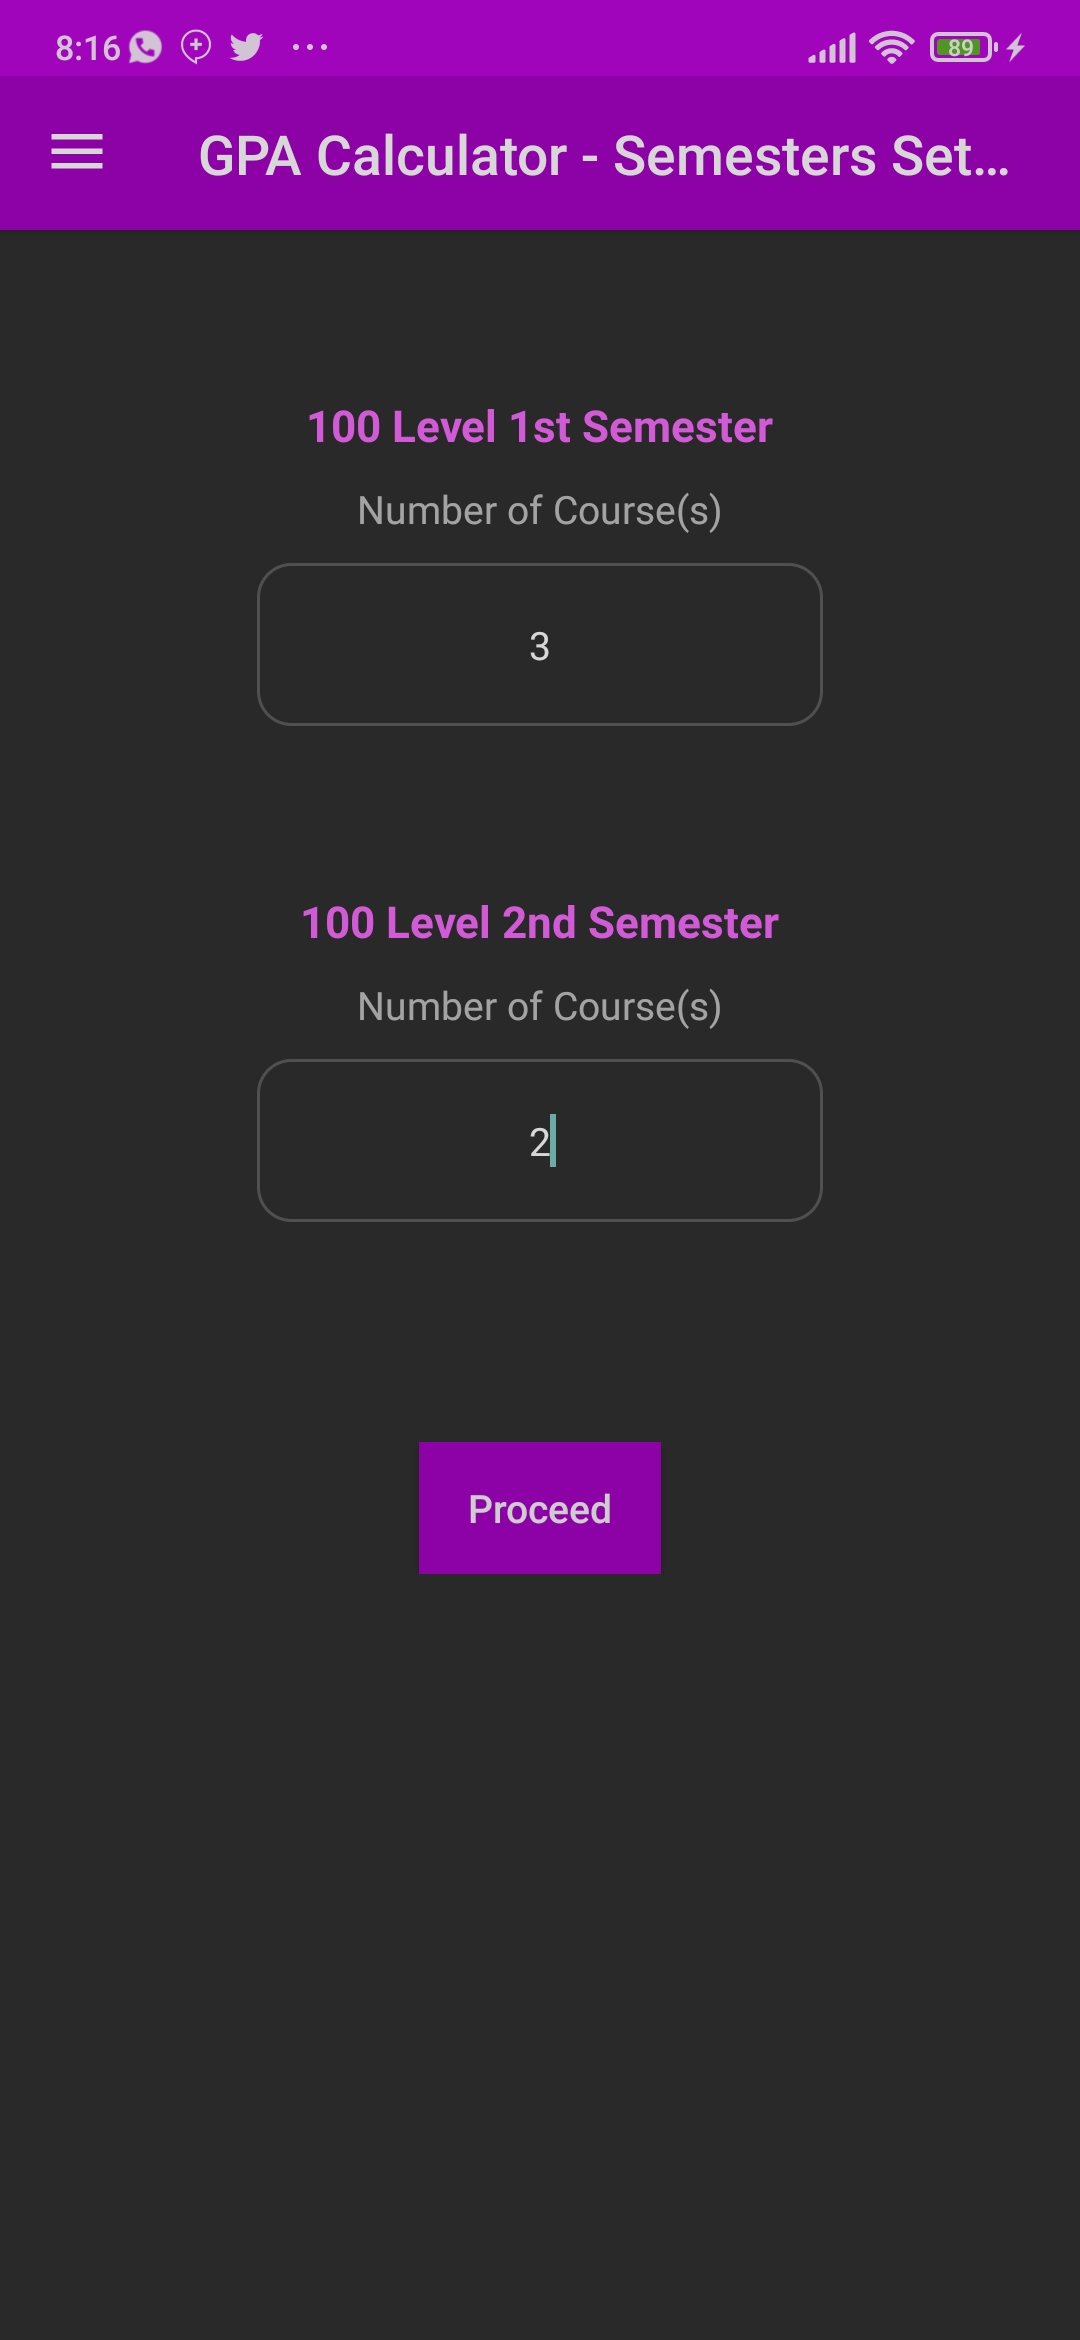 8:16
89
GPA Calculator - Semesters Set...
100 Level 1st Semester
Number of Course(s)
3
100 Level 2nd Semester
Number of Course(s)
2
Proceed